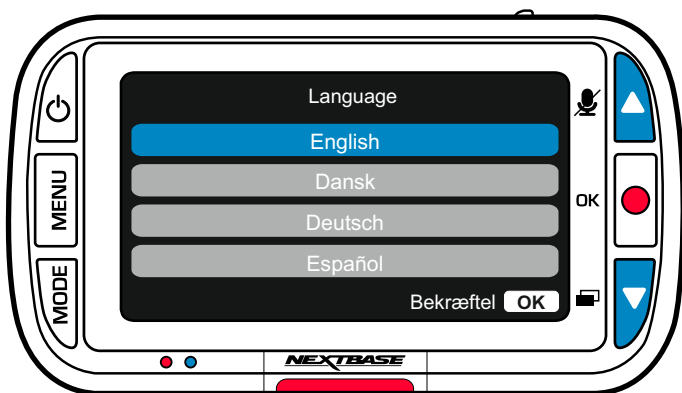 Language
English
Dansk
Deutsch
Español
Bekræftel OK
MENU
MODE
OK
NEXTBASE